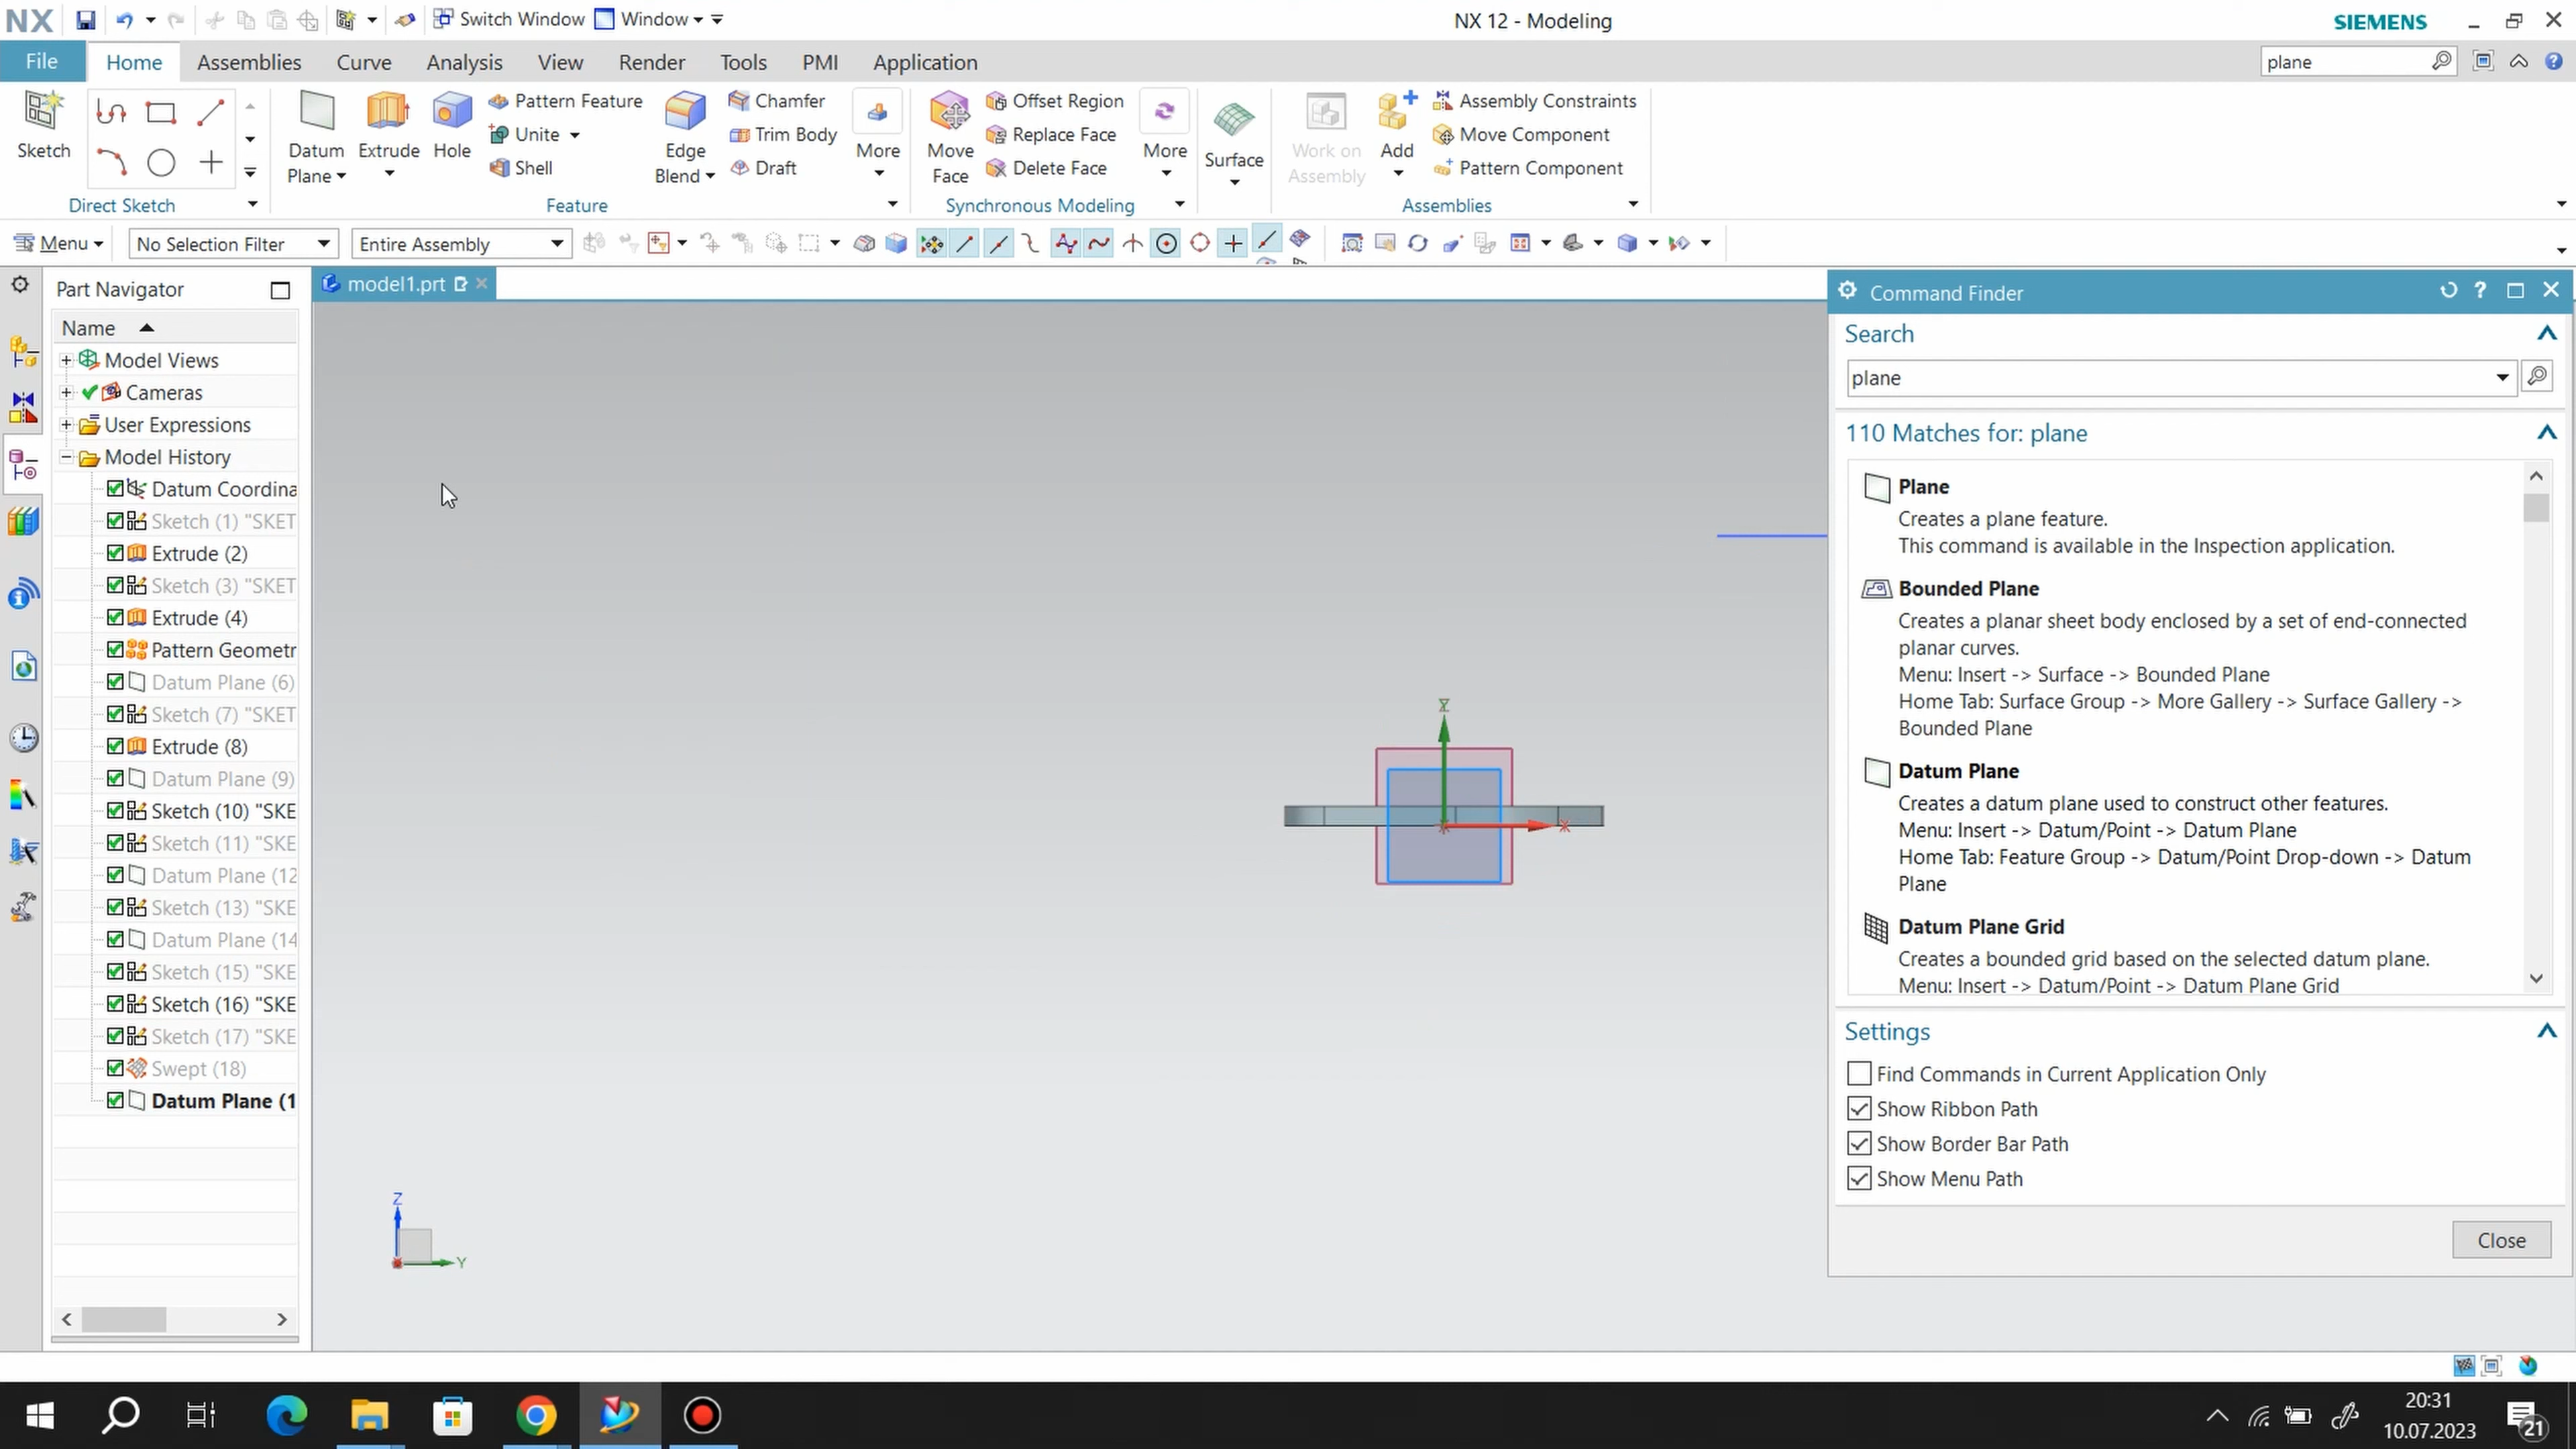 NX
Switch Window
Window
NX 12 - Modeling
SIEMENS
File
Home
Assemblies
Curve
Analysis
View
Render
Tools
PMI
Application
plane
Sketch
Datum
Plane
Extrude
Hole
Pattern Feature
Unite
Shell
Edge
Blend
Chamfer
Trim Body
Draft
More
Move
Face
Offset Region
Replace Face
Delete Face
More
Surface
Work on
Assembly
Add
Assembly Constraints
Move Component
Pattern Component
Direct Sketch
Feature
Synchronous Modeling
Assemblies
Menu
No Selection Filter
Entire Assembly
Part Navigator
model1.prt
Name
Model Views
Cameras
User Expressions
Model History
Datum Coordina
Sketch (1) "SKET
Extrude (2)
Sketch (3) "SKET
Extrude (4)
Pattern Geometr
Datum Plane (6)
Sketch (7) "SKET
Extrude (8)
Datum Plane (9)
Sketch (10) "SKE
Sketch (11) "SKE
Datum Plane (12
Sketch (13) "SKE
Datum Plane (14
Sketch (15) "SKE
Sketch (16) "SKE
Sketch (17) "SKE
Swept (18)
Datum Plane (1
Z
Y
Command Finder
Search
plane
110 Matches for: plane
Plane
Creates a plane feature.
This command is available in the Inspection application.
Bounded Plane
Creates a planar sheet body enclosed by a set of end-connected
planar curves.
Menu: Insert -> Surface -> Bounded Plane
Home Tab: Surface Group -> More Gallery -> Surface Gallery ->
Bounded Plane
Datum Plane
Creates a datum plane used to construct other features.
Menu: Insert -> Datum/Point -> Datum Plane
Home Tab: Feature Group -> Datum/Point Drop-down -> Datum
Plane
Datum Plane Grid
Creates a bounded grid based on the selected datum plane.
Menu: Insert -> Datum/Point -> Datum Plane Grid
Settings
Find Commands in Current Application Only
Show Ribbon Path
Show Border Bar Path
Show Menu Path
Close
20:31
10.07.2023
21